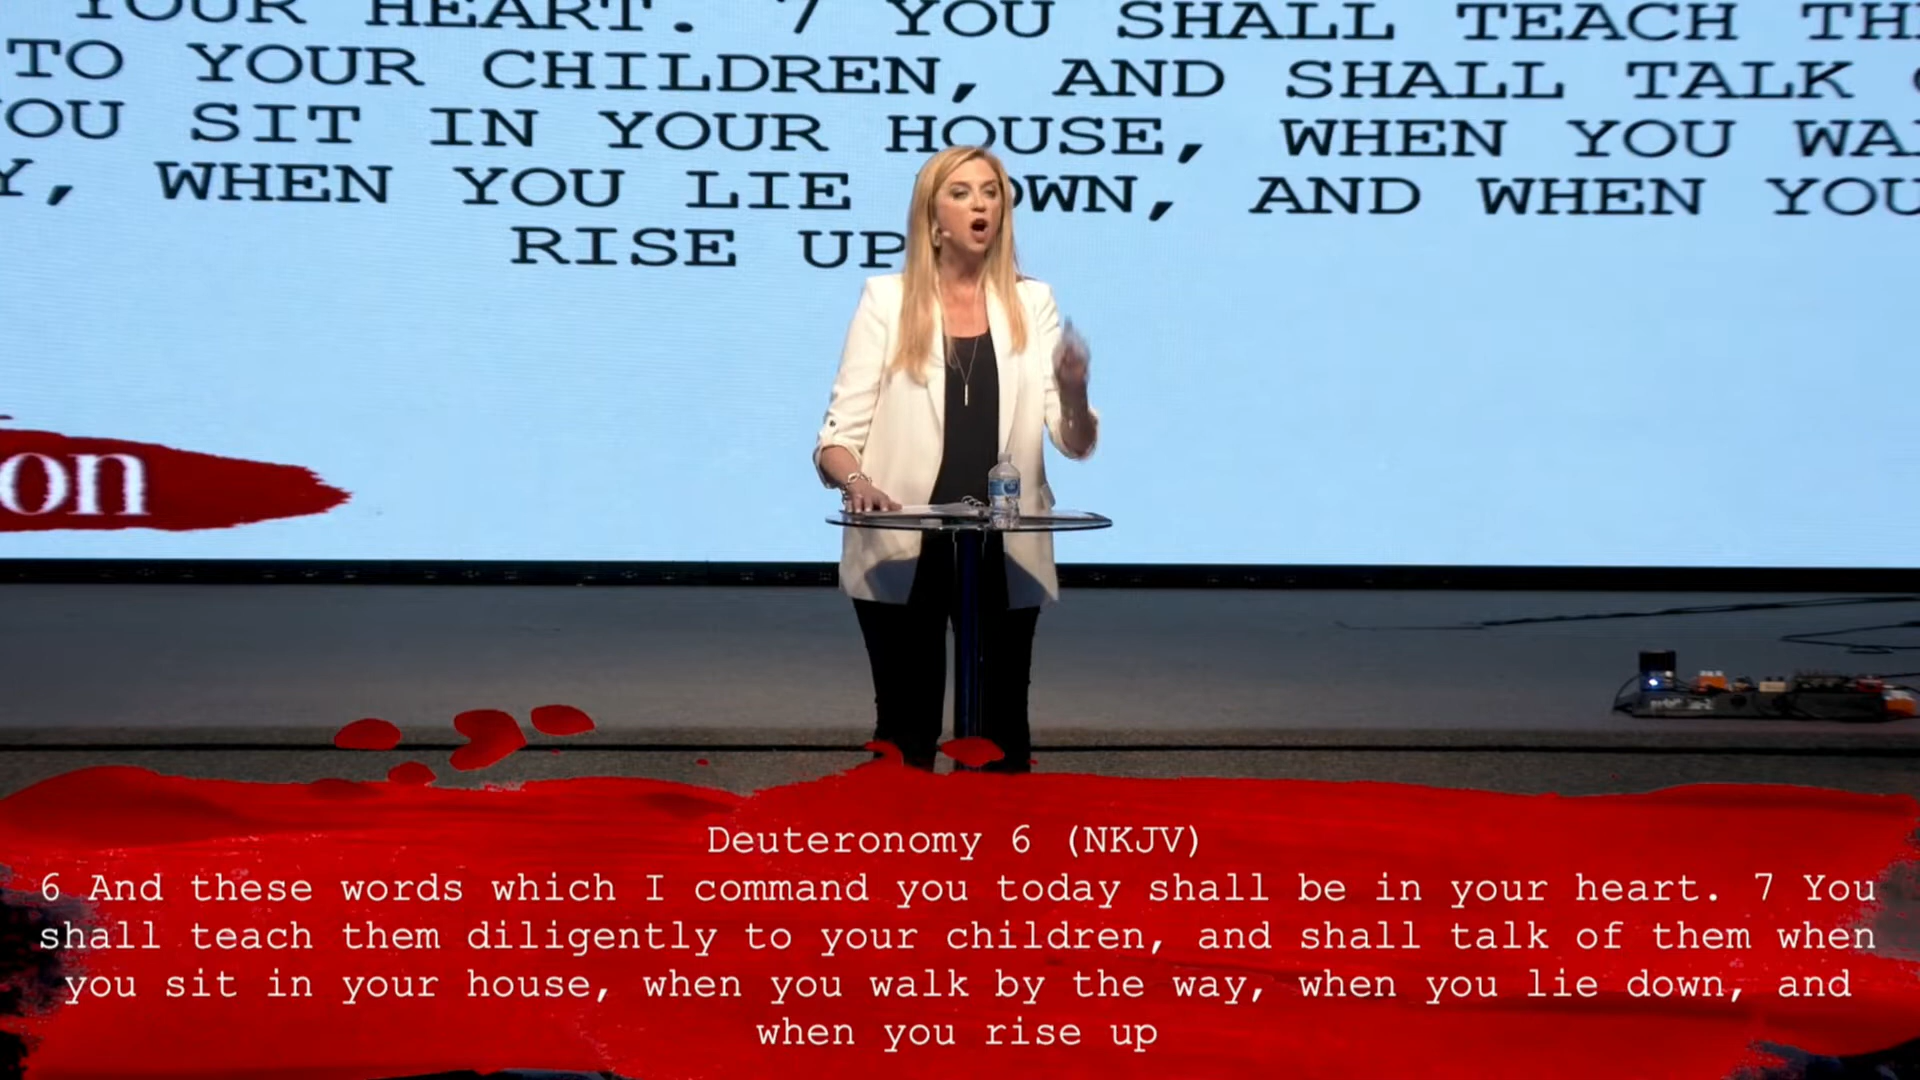 YOUR HEART. 7 YOU SHALL TEACH
TO YOUR CHILDREN, AND SHALL TALK
SIT IN YOUR HOUSE, WHEN YOU
WHEN YOU LIE OWN, AND WHEN YOU
RISE UP
on
Deuteronomy 6 (NKJV)
6 And these words which I command you today shall be in your heart. 7 You
shall teach them diligently to your children, and shall talk of them when
you sit in your house, when you walk by the way, when you lie down, and
when you rise up